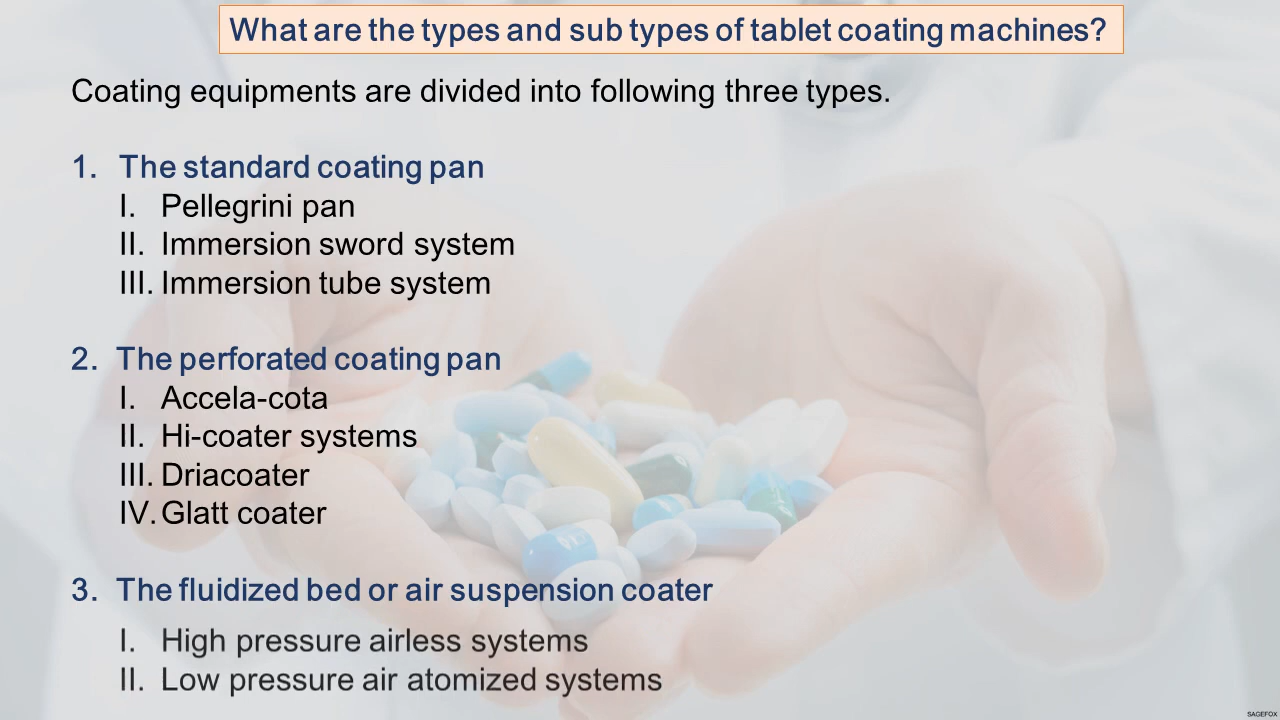 What are the types and sub types of tablet coating machines?
Coating equipments are divided into following three types.
1. The standard coating pan
I. Pellegrini pan
II. Immersion sword system
III. Immersion tube system
2. The perforated coating pan
I. Accela-cota
II. Hi-coater systems
III. Driacoater
IV. Glatt coater
3. The fluidized bed or air suspension coater
I. High pressure airless systems
II. Low pressure air atomized systems
SAGEFOX